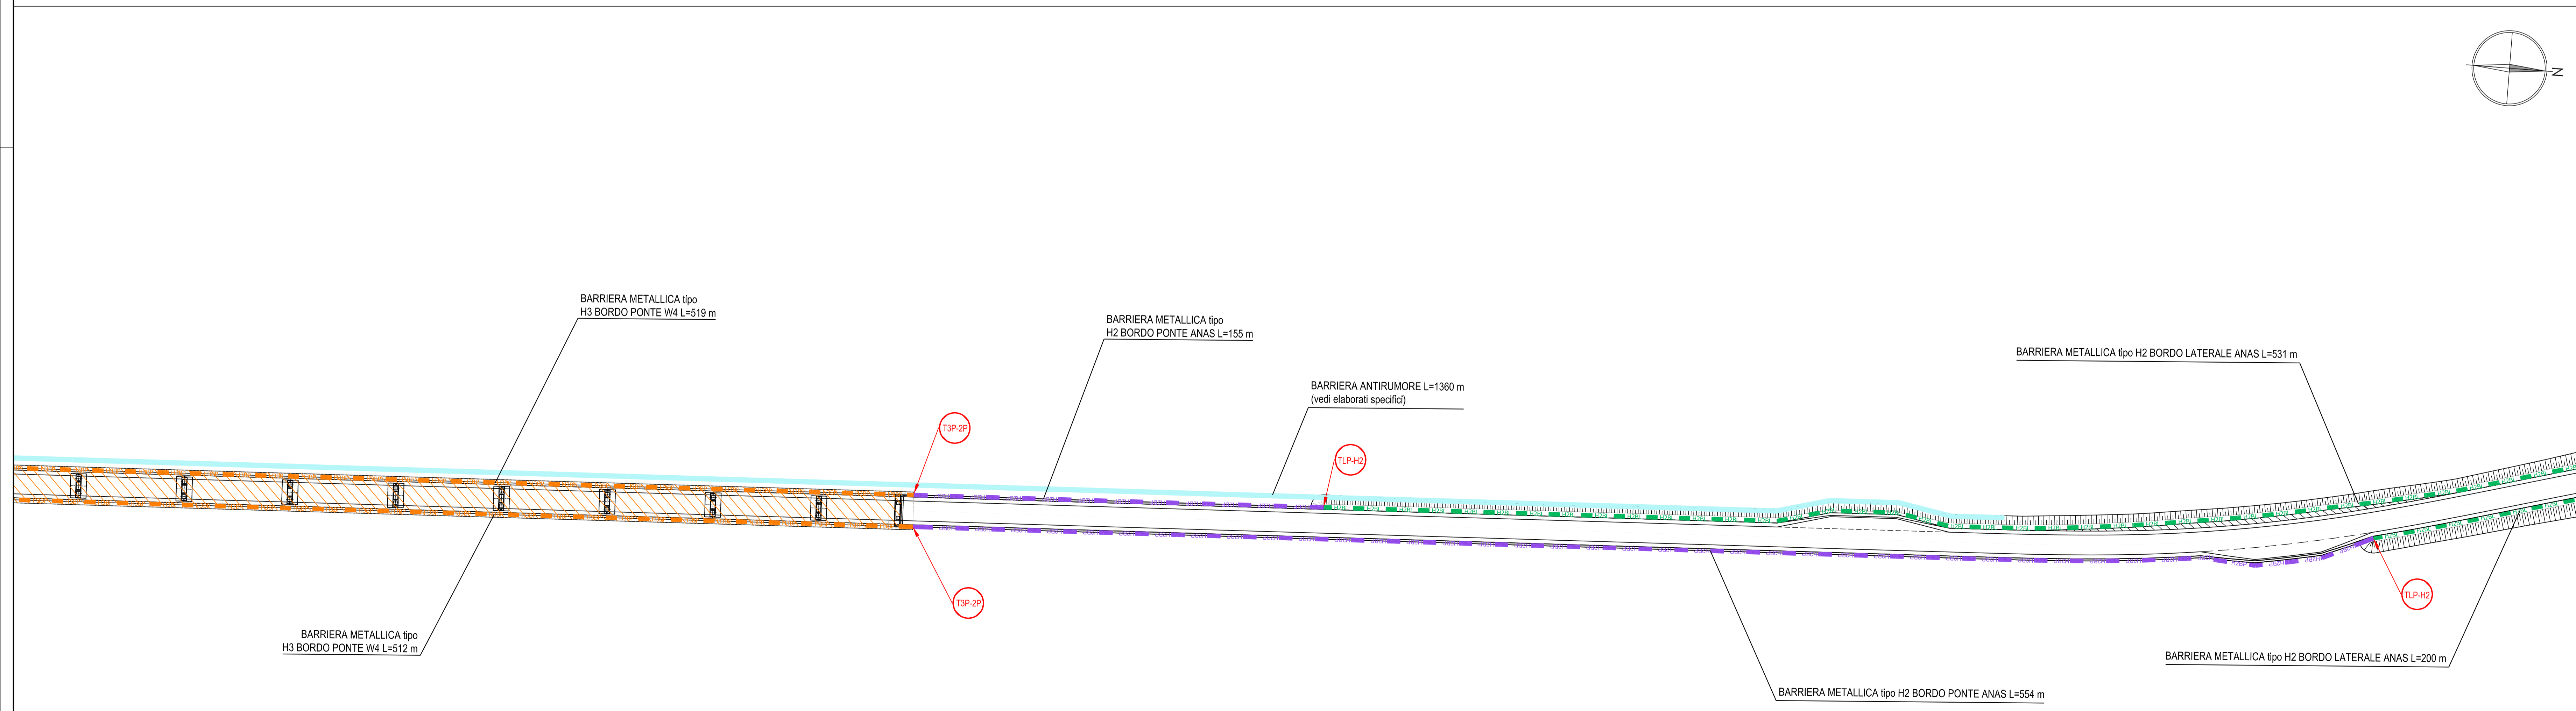 N
BARRIERA METALLICA tipo
H3 BORDO PONTE W4 L=519 m
BARRIERA METALLICA tipo
H2 BORDO PONTE ANAS L=155 m
BARRIERA METALLICA tipo H2 BORDO LATERALE ANAS L=531 m
BARRIERA ANTIRUMORE L=1360 m
(vedi elaborati specifici)
T3P-2P
TLP-H2
T3P-2P
TLP-H2
BARRIERA METALLICA tipo
H3 BORDO PONTE W4 L=512 m
BARRIERA METALLICA tipo H2 BORDO LATERALE ANAS L=200 m
BARRIERA METALLICA tipo H2 BORDO PONTE ANAS L=554 m